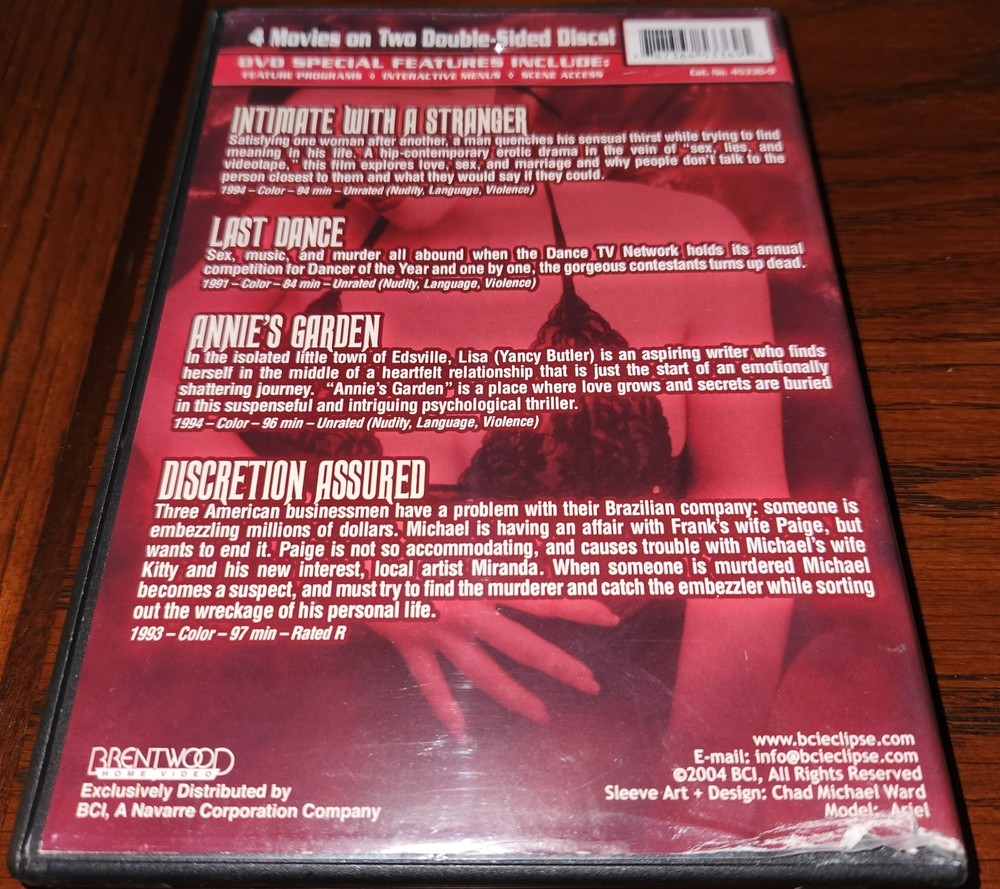 4 Movies on Two Double-Sided Discs!
DVD SPECIAL FEATURES INCLUDE:
FEATURE PROGRAMS ◊ INTERACTIVE MENUS ◊ SCENE ACCESS
Cat. No.
INTIMATE WITH A STRANGER
Satisfying one woman after another, a man quenches his sensual thirst while trying to find
meaning in his life. A hip-contemporary erotic drama in the vein of "sex, lies, and
videotape," this film explores love, sex, and marriage and why people don't talk to the
person closest to them and what they would say if they could.
1994 – Color – 94 min – Unrated (Nudity, Language, Violence)
LAST DANCE
Sex, music, and murder all abound when the Dance TV Network holds its annual
competition for Dancer of the Year and one by one, the gorgeous contestants turns up dead.
1991 – Color – 84 min – Unrated (Nudity, Language, Violence)
ANNIE'S GARDEN
In the isolated little town of Edsville, Lisa (Yancy Butler) is an aspiring writer who finds
herself in the middle of a heartfelt relationship that is just the start of an emotionally
shattering journey. "Annie's Garden" is a place where love grows and secrets are buried
in this suspenseful and intriguing psychological thriller.
1994 – Color – 96 min – Unrated (Nudity, Language, Violence)
DISCRETION ASSURED
Three American businessmen have a problem with their Brazilian company: someone is
embezzling millions of dollars. Michael is having an affair with Frank's wife Paige, but
wants to end it. Paige is not so accommodating, and causes trouble with Michael's wife
Kitty and his new interest, local artist Miranda. When someone is murdered Michael
becomes a suspect, and must try to find the murderer and catch the embezzler while sorting
out the wreckage of his personal life.
1993 – Color – 97 min – Rated R
BRENTWOOD
HOME VIDEO
Exclusively Distributed by
BCI, A Navarre Corporation Company
www.bcieclipse.com
E-mail: info@bcieclipse.com
©2004 BCI, All Rights Reserved
Sleeve Art + Design: Chad Michael Ward
Model: Ariel